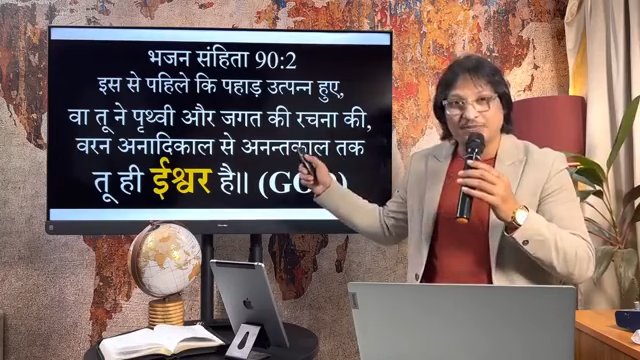 भजन संहिता 90:2
इस से पहिले कि पहाड़ उत्पन्न हुए,
वा तू ने पृथ्वी और जगत की रचना की,
वरन अनादिकाल से अनन्तकाल तक
तू ही ईश्वर है॥